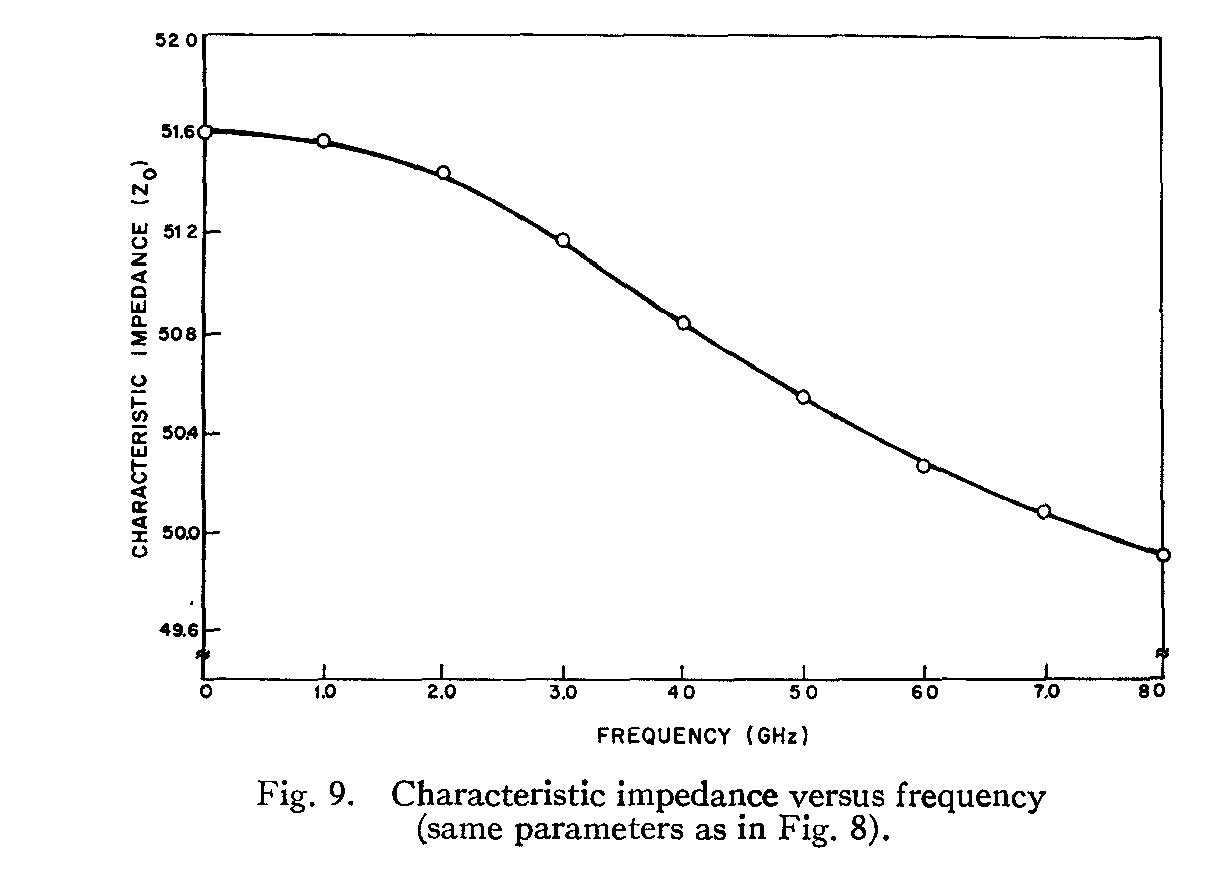 52 0
51.6
51 2
50 8
50.4
50.0
49.6
CHARACTERISTIC IMPEDANCE (Z0)
0 1.0 2.0 3.0 4 0 5 0 6 0 7.0 8 0
FREQUENCY (GHz)
Fig. 9. Characteristic impedance versus frequency
(same parameters as in Fig. 8).